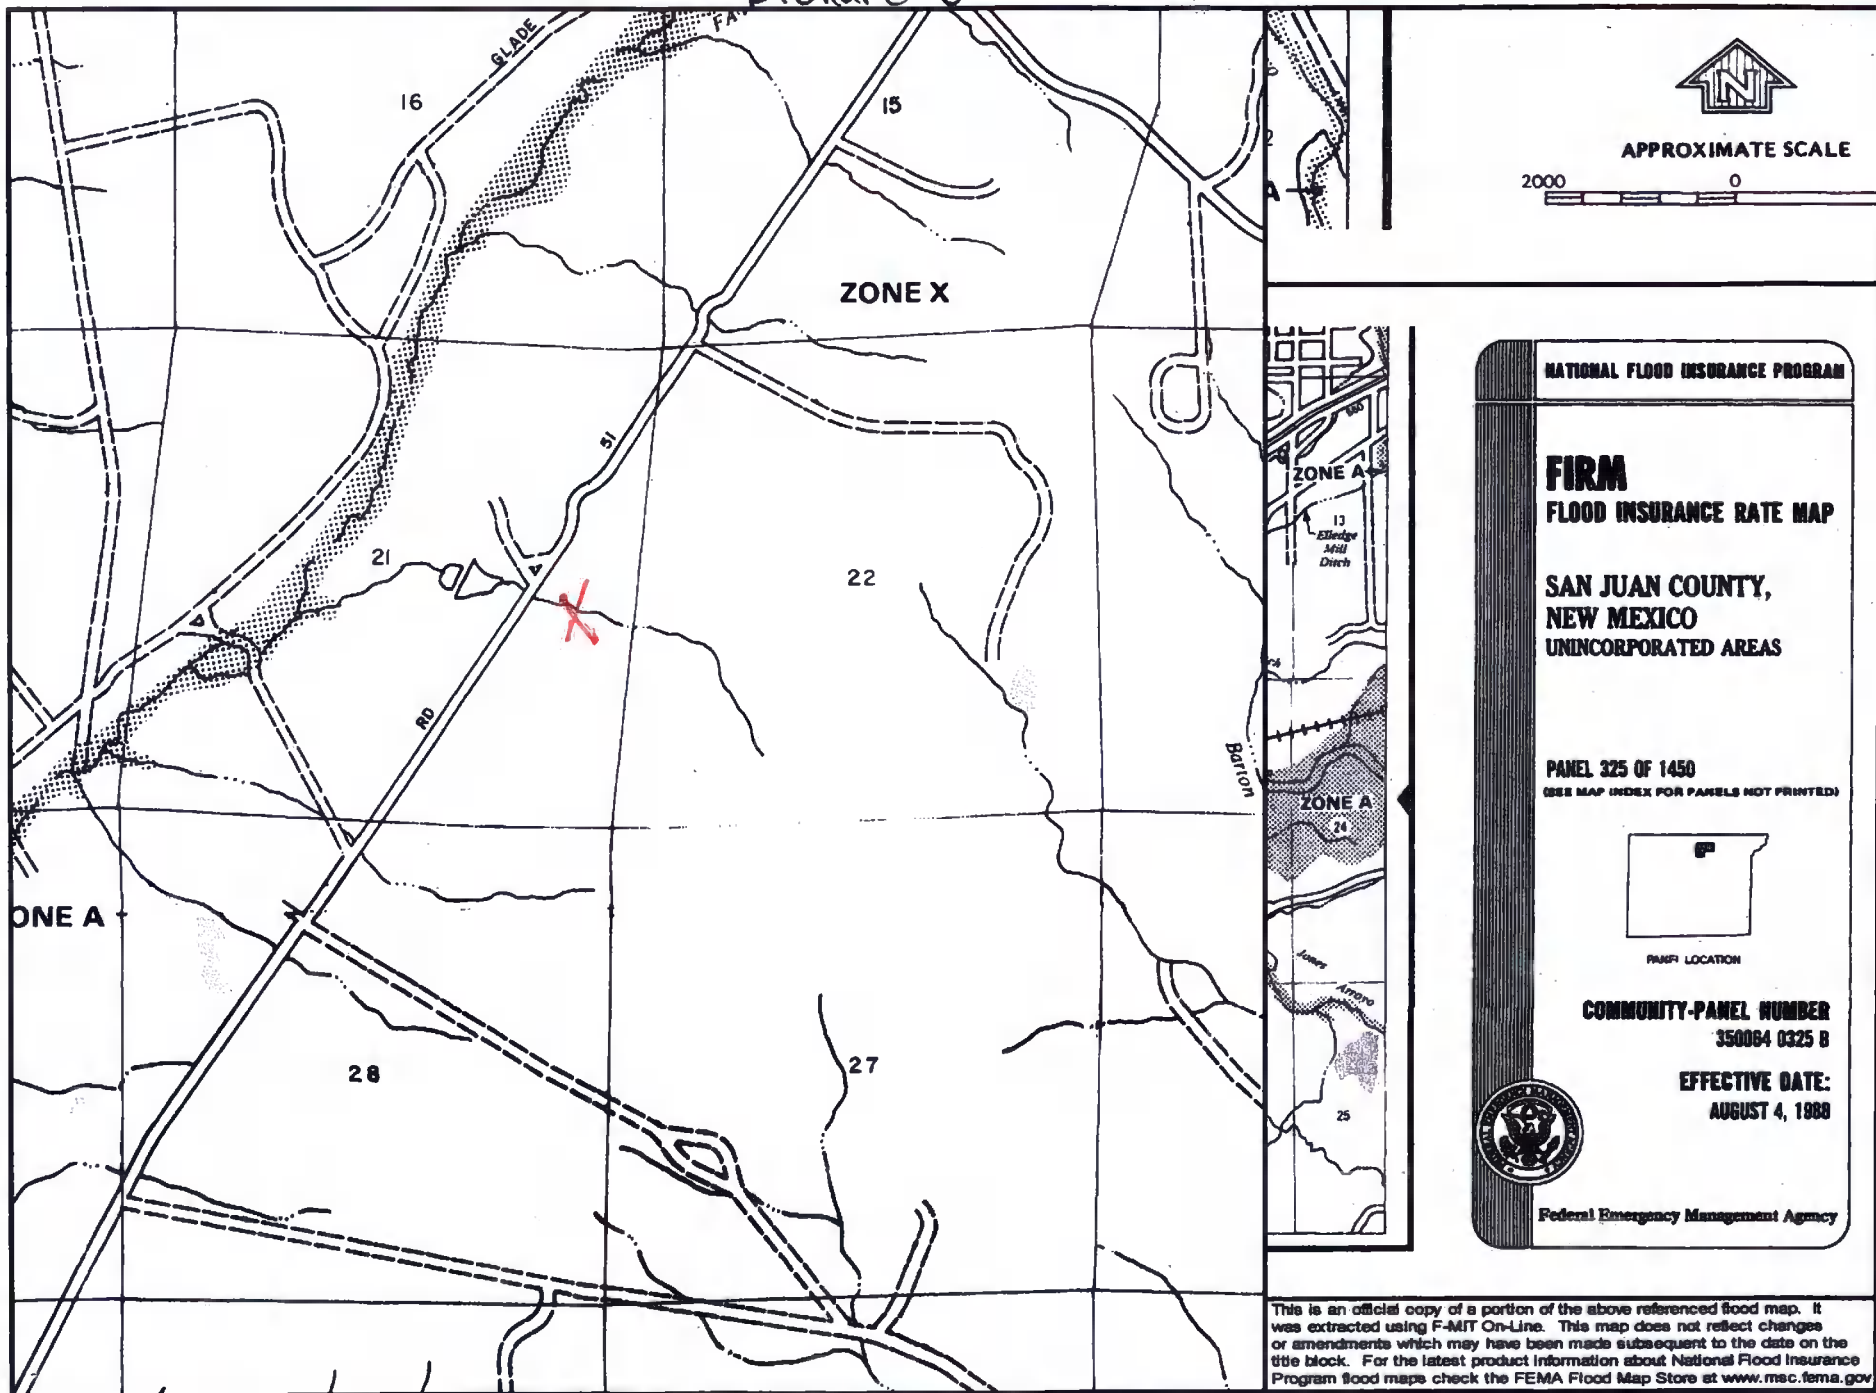 GLADE
FA
16
15
ZONE X
51
21
22
RD
Barton
ONE A
28
27
APPROXIMATE SCALE
2000 0
N
ZONE A
13
Elledge
Mill
Ditch
ZONE A
24
Jones
Arroyo
25
NATIONAL FLOOD INSURANCE PROGRAM
FIRM
FLOOD INSURANCE RATE MAP
SAN JUAN COUNTY,
NEW MEXICO
UNINCORPORATED AREAS
PANEL 325 OF 1450
(SEE MAP INDEX FOR PANELS NOT PRINTED)
PANEL LOCATION
COMMUNITY-PANEL NUMBER
350064 0325 B
EFFECTIVE DATE:
AUGUST 4, 1988
Federal Emergency Management Agency
This is an official copy of a portion of the above referenced flood map. It
was extracted using F-MIT On-Line. This map does not reflect changes
or amendments which may have been made subsequent to the date on the
title block. For the latest product information about National Flood Insurance
Program flood maps check the FEMA Flood Map Store at www.msc.fema.gov